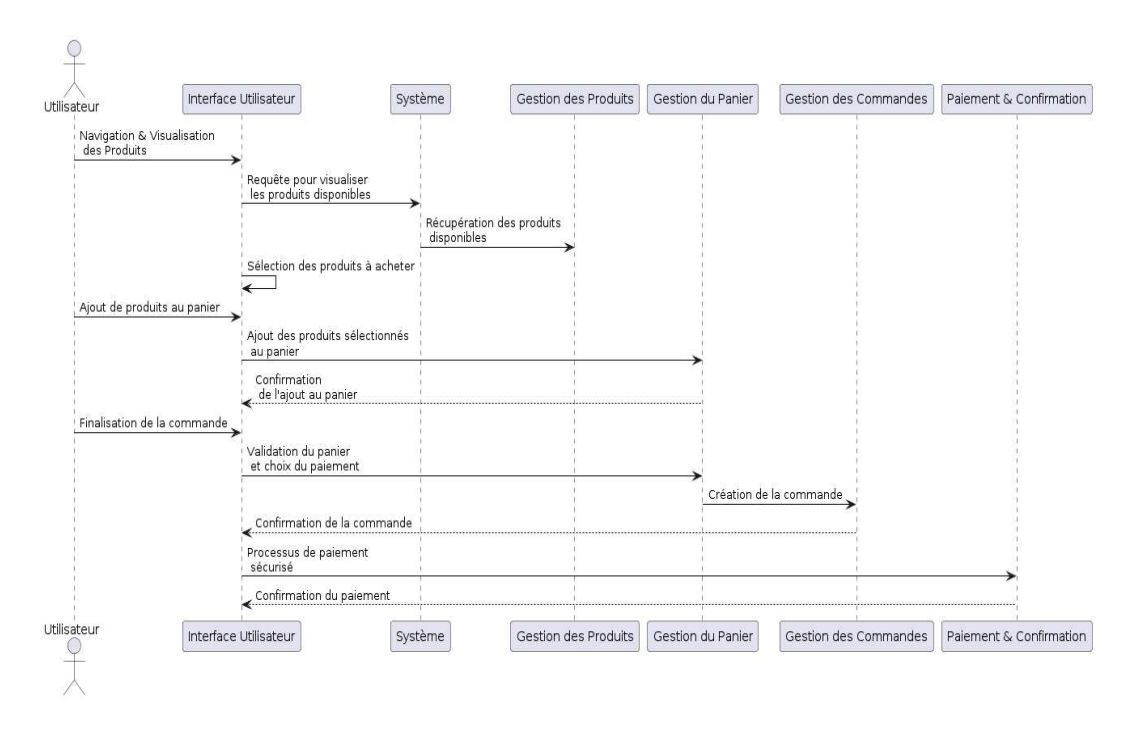 Utilisateur
Interface Utilisateur
Système
Gestion des Produits
Gestion du Panier
Gestion des Commandes
Paiement & Confirmation
Navigation & Visualisation
des Produits
Requête pour visualiser
les produits disponibles
Récupération des produits
disponibles
Sélection des produits à acheter
Ajout de produits au panier
Ajout des produits sélectionnés
au panier
Confirmation
de l'ajout au panier
Finalisation de la commande
Validation du panier
et choix du paiement
Création de la commande
Confirmation de la commande
Processus de paiement
sécurisé
Confirmation du paiement
Utilisateur
Interface Utilisateur
Système
Gestion des Produits
Gestion du Panier
Gestion des Commandes
Paiement & Confirmation